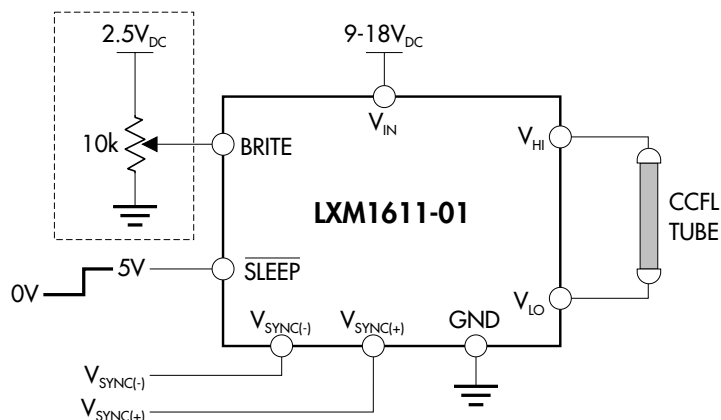 2.5VDC
9-18VDC
10k
BRITE
VIN
VHI
LXM1611-01
CCFL
TUBE
0V
5V
SLEEP
VLO
VSYNC(-)
VSYNC(+)
GND
VSYNC(-)
VSYNC(+)